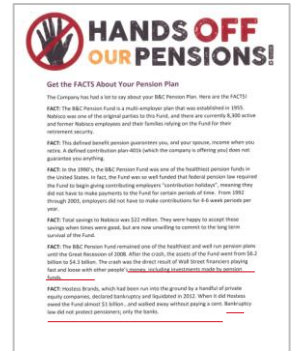 HANDS OFF
OUR PENSIONS!
Get the FACTS About Your Pension Plan
The Company has had a lot to say about your B&C Pension Plan. Here are the FACTS!
FACT: The B&C Pension Fund is a multi-employer plan that was established in 1955.
Nabisco was one of the original parties to this Fund, and there are currently 8,300 active
and former Nabisco employees and their families relying on the Fund for their
retirement security.
FACT: This defined benefit pension guarantees you, and your spouse, income when you
retire. A defined contribution plan 401k (which the company is offering you) does not
guarantee you anything.
FACT: In the 1990's, the B&C Pension Fund was one of the healthiest pension funds in
the United States. In fact, the Fund was so well funded that federal pension law required
the Fund to begin giving contributing employers "contribution holidays", meaning they
did not have to make payments to the Fund for certain periods of time. From 1992
through 2003, employers did not have to make contributions for 4-6 week periods per
year.
FACT: Total savings to Nabisco was $22 million. They were happy to accept these
savings when times were good, but are now unwilling to commit to the long term
survival of the Fund.
FACT: The B&C Pension Fund remained one of the healthiest and well run pension plans
until the Great Recession of 2008. After the crash, the assets of the Fund went from $6.2
billion to $4.2 billion. The crash was the direct result of Wall Street financiers playing
fast and loose with other people's money, including investments made by pension
funds.
FACT: Hostess Brands, which had been run into the ground by a handful of private
equity companies, declared bankruptcy and liquidated in 2012. When it did Hostess
owed the Fund almost $1 billion.. and walked away without paying a cent. Bankruptcy
law did not protect pensioners; only the banks.